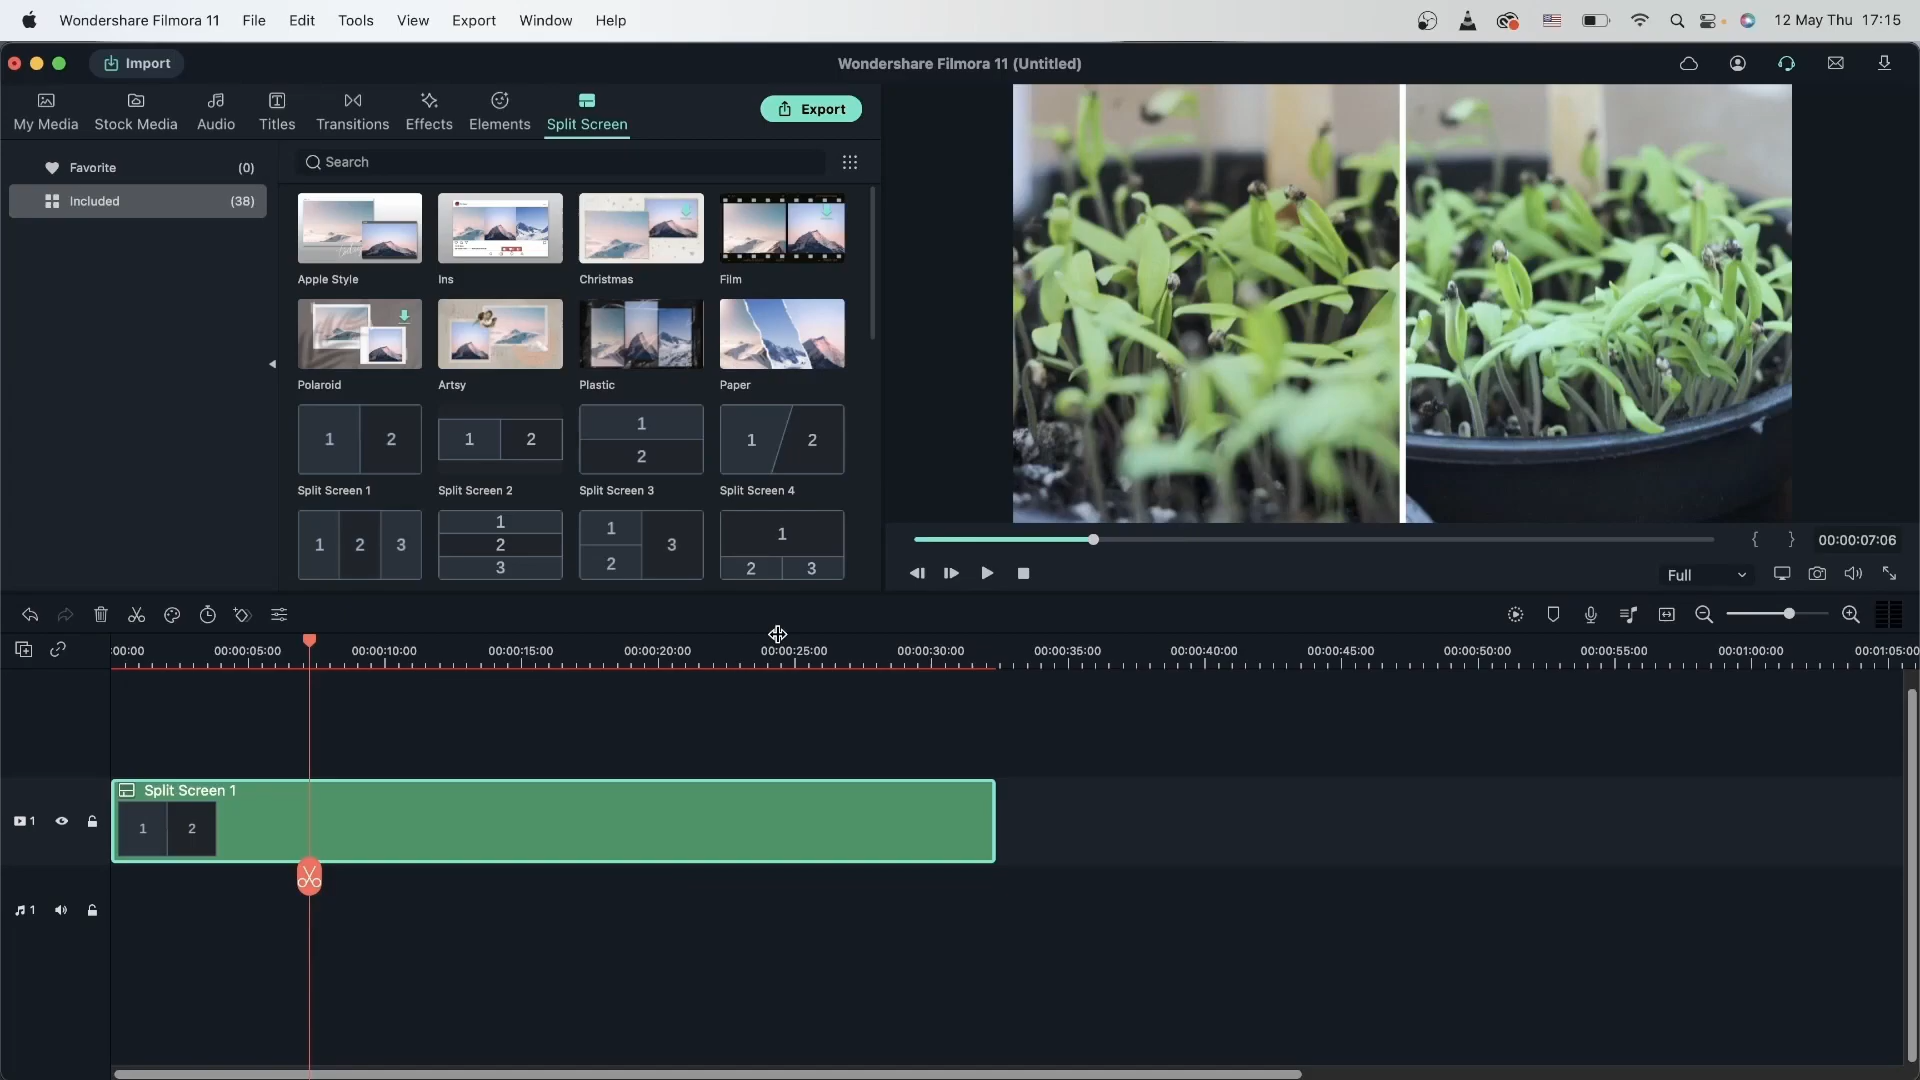 Wondershare Filmora 11 File Edit Tools View Export Window Help 12 May Thu 17:15
Import Wondershare Filmora 11 (Untitled)
My Media Stock Media Audio Titles Transitions Effects Elements Split Screen Export
Favorite (0)
Included (38)
Search
Apple Style Ins Christmas Film
Polaroid Artsy Plastic Paper
1 2 1 2 1 2 1 2
Split Screen 1 Split Screen 2 Split Screen 3 Split Screen 4
1 2 3 1 2 3 1 2 3 1 2 3
{ } 00:00:07:06
Full
:00:00 00:00:05:00 00:00:10:00 00:00:15:00 00:00:20:00 00:00:25:00 00:00:30:00 00:00:35:00 00:00:40:00 00:00:45:00 00:00:50:00 00:00:55:00 00:01:00:00 00:01:05:00
Split Screen 1
1 2
1
1